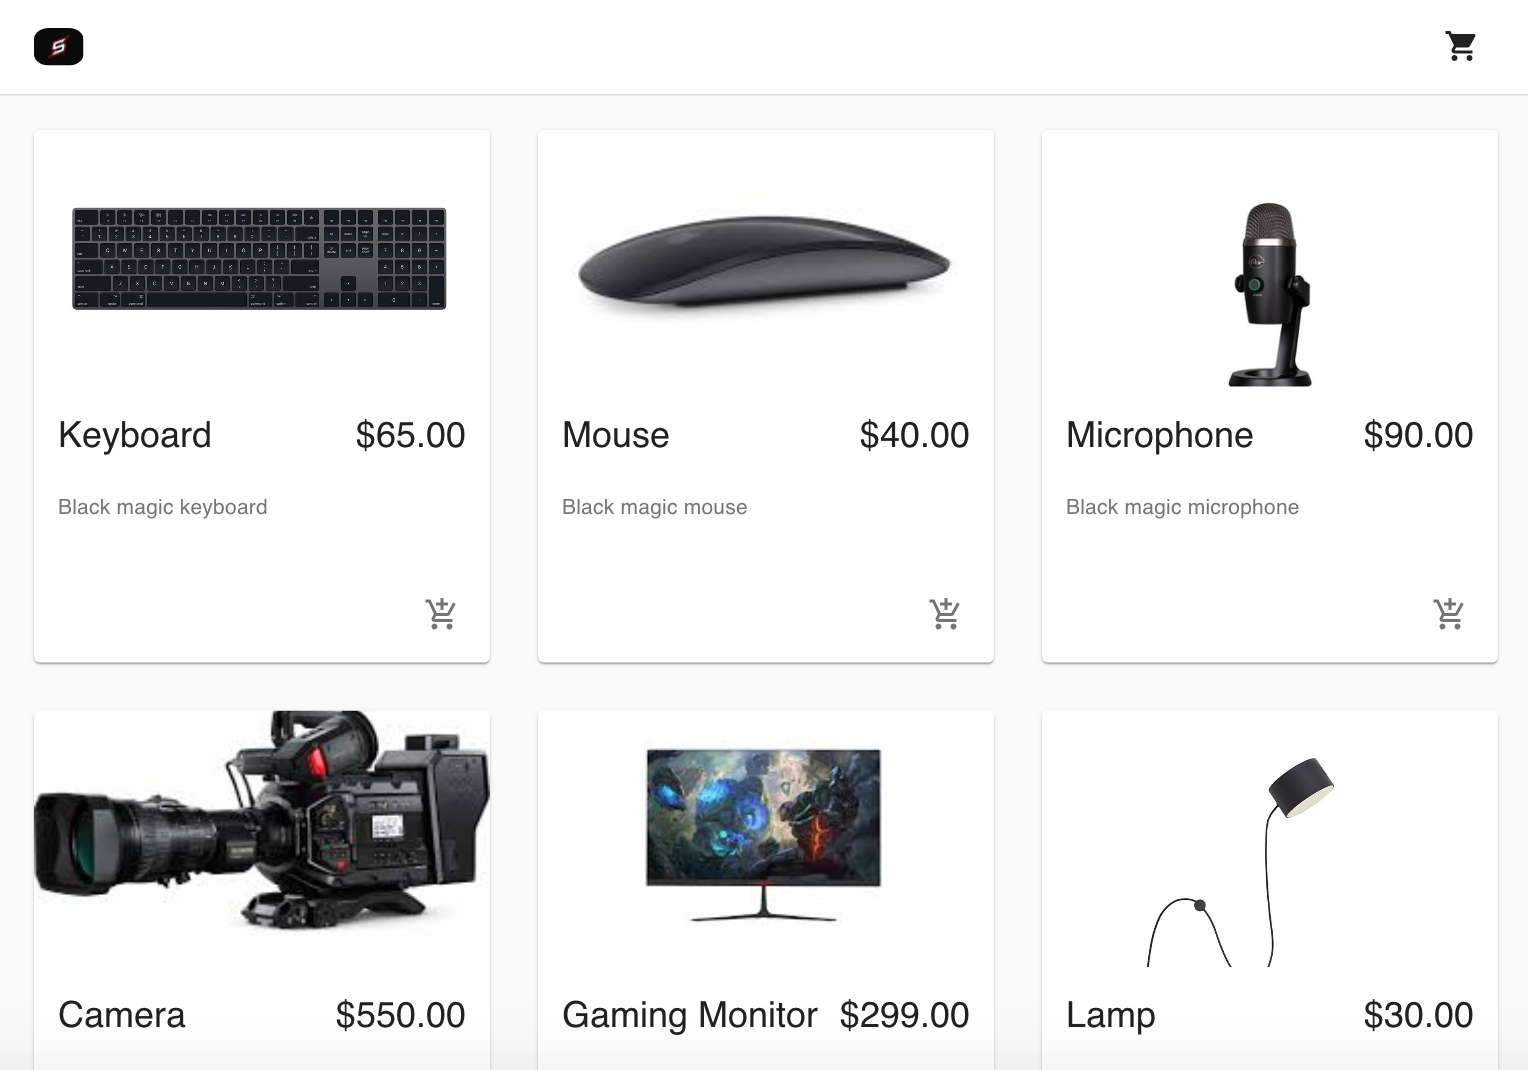 S
Keyboard $65.00
Black magic keyboard
Mouse $40.00
Black magic mouse
Microphone $90.00
Black magic microphone
Camera $550.00
Gaming Monitor $299.00
Lamp $30.00